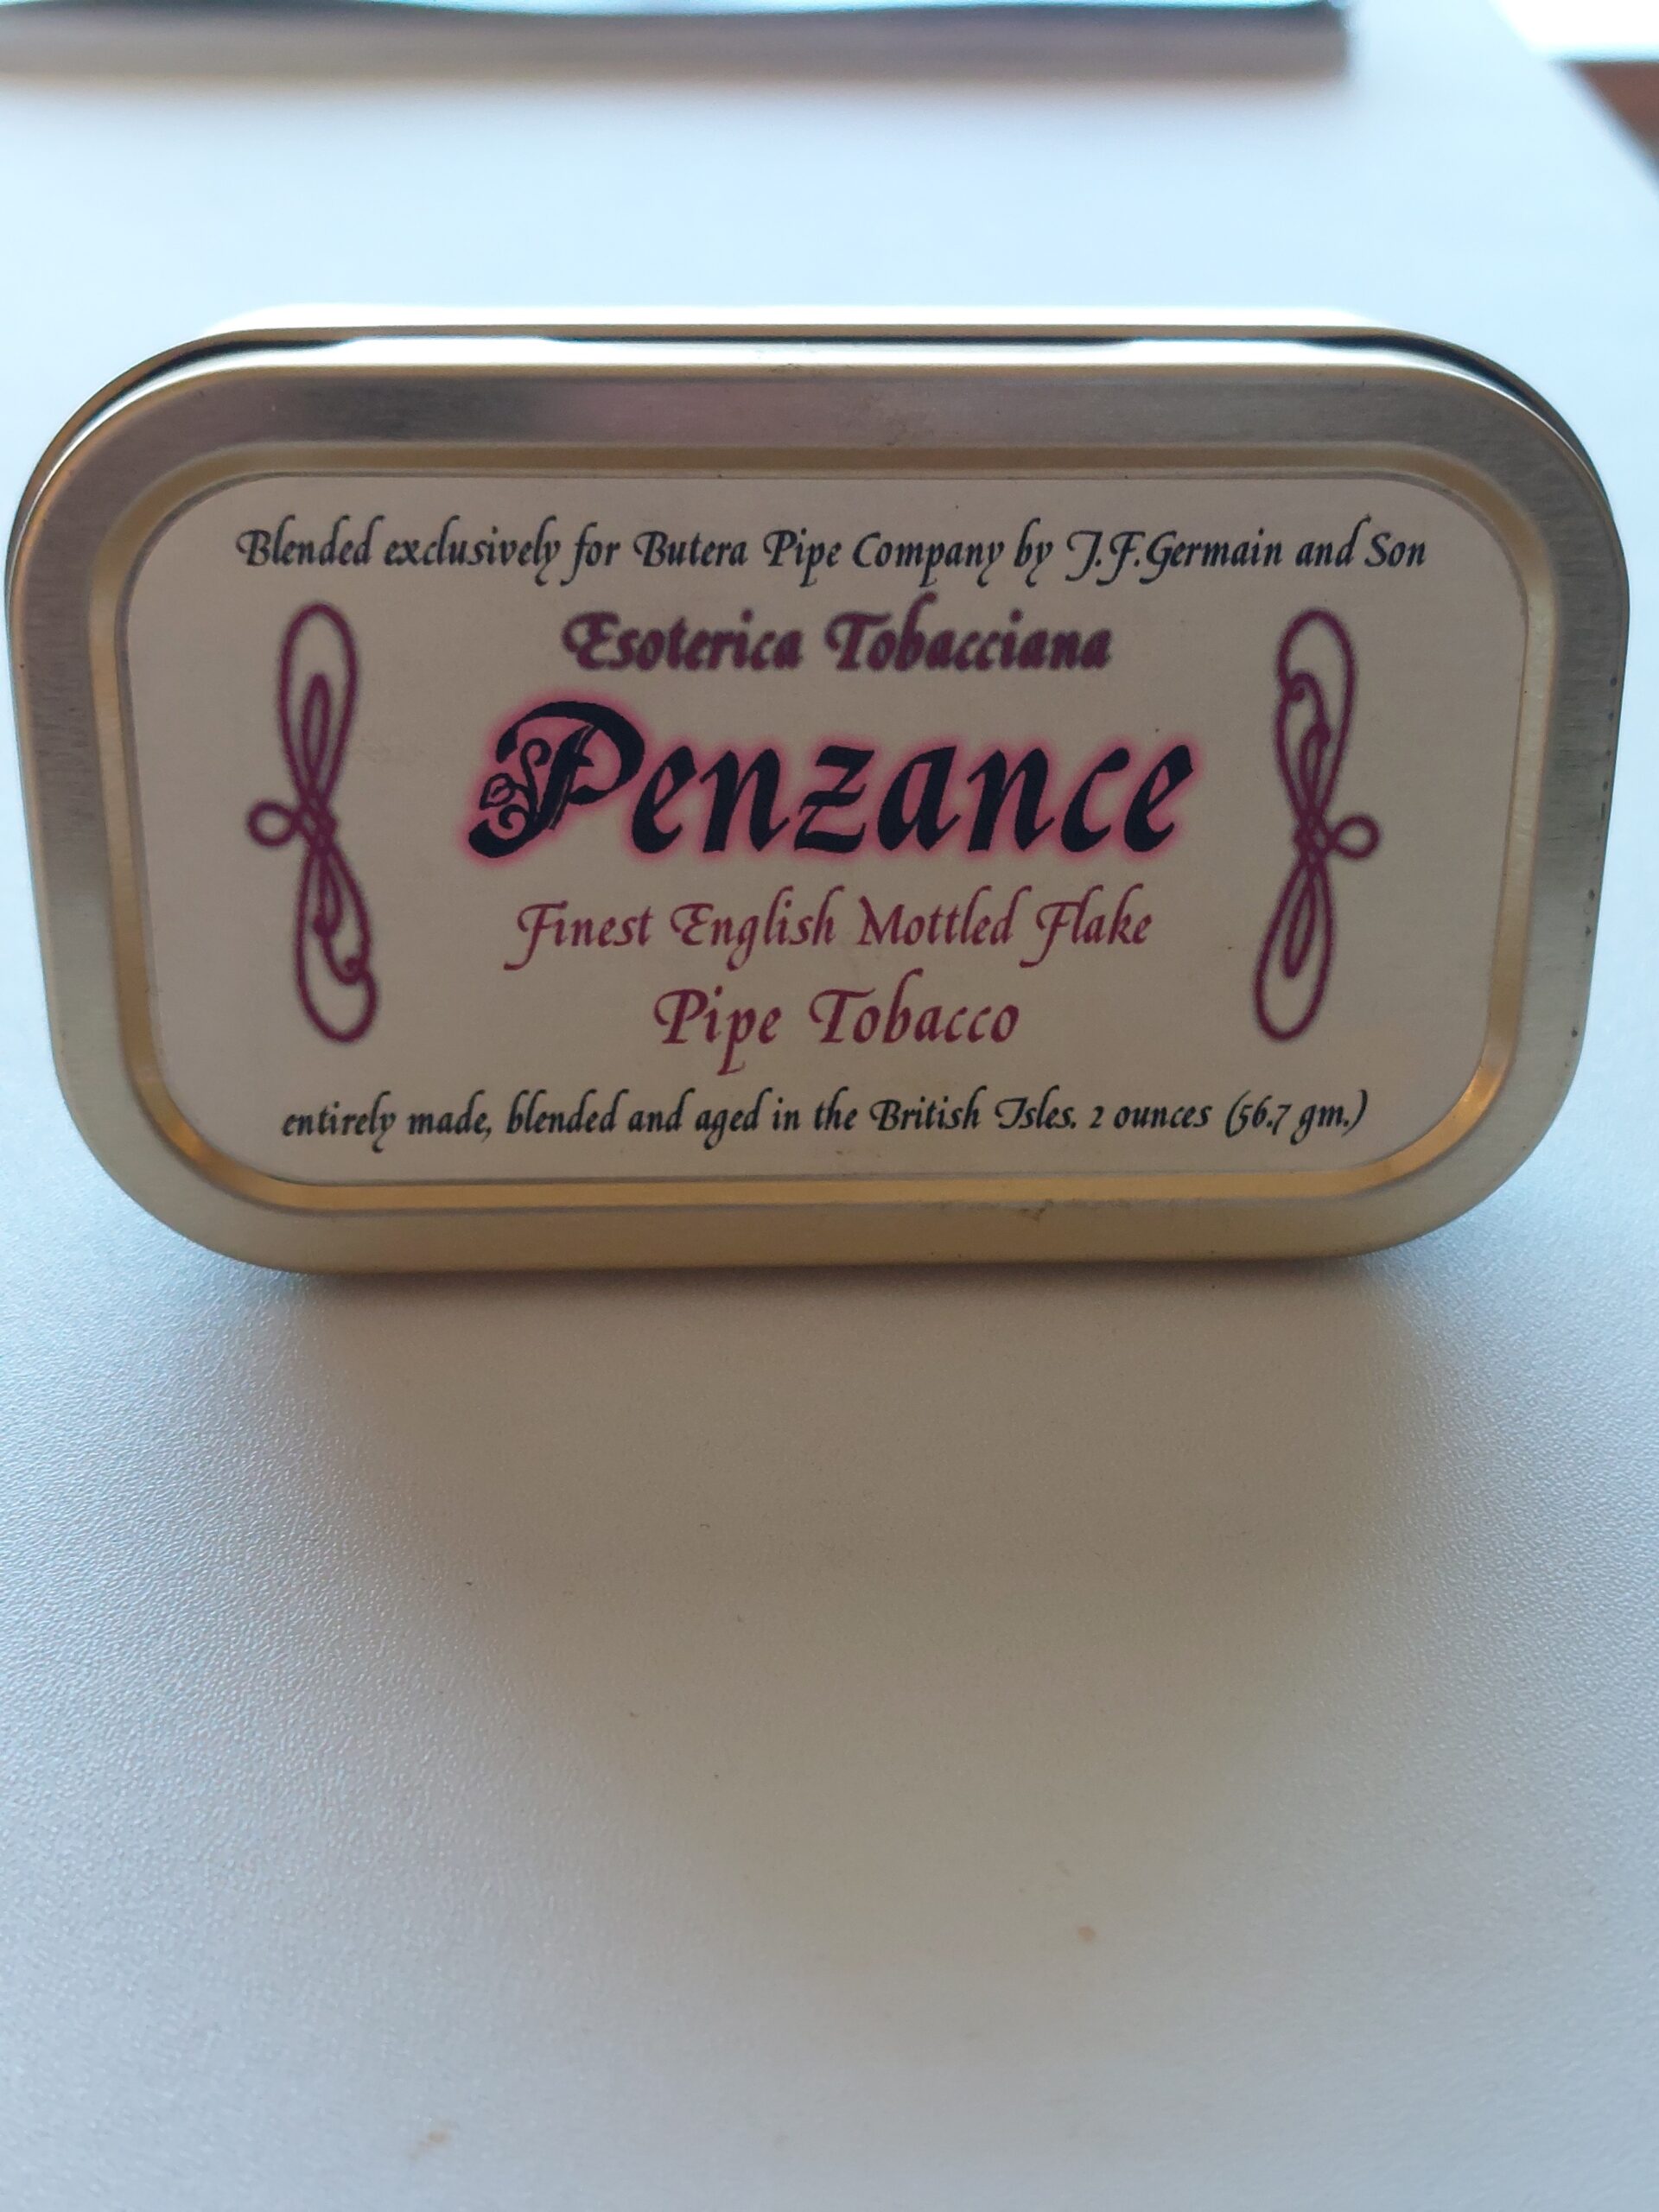 Blended exclusively for Butera Pipe Company by J.F.Germain and Son
Esoterica Tobacciana
Penzance
Finest English Mottled Flake
Pipe Tobacco
entirely made, blended and aged in the British Isles. 2 ounces (56.7 gm.)